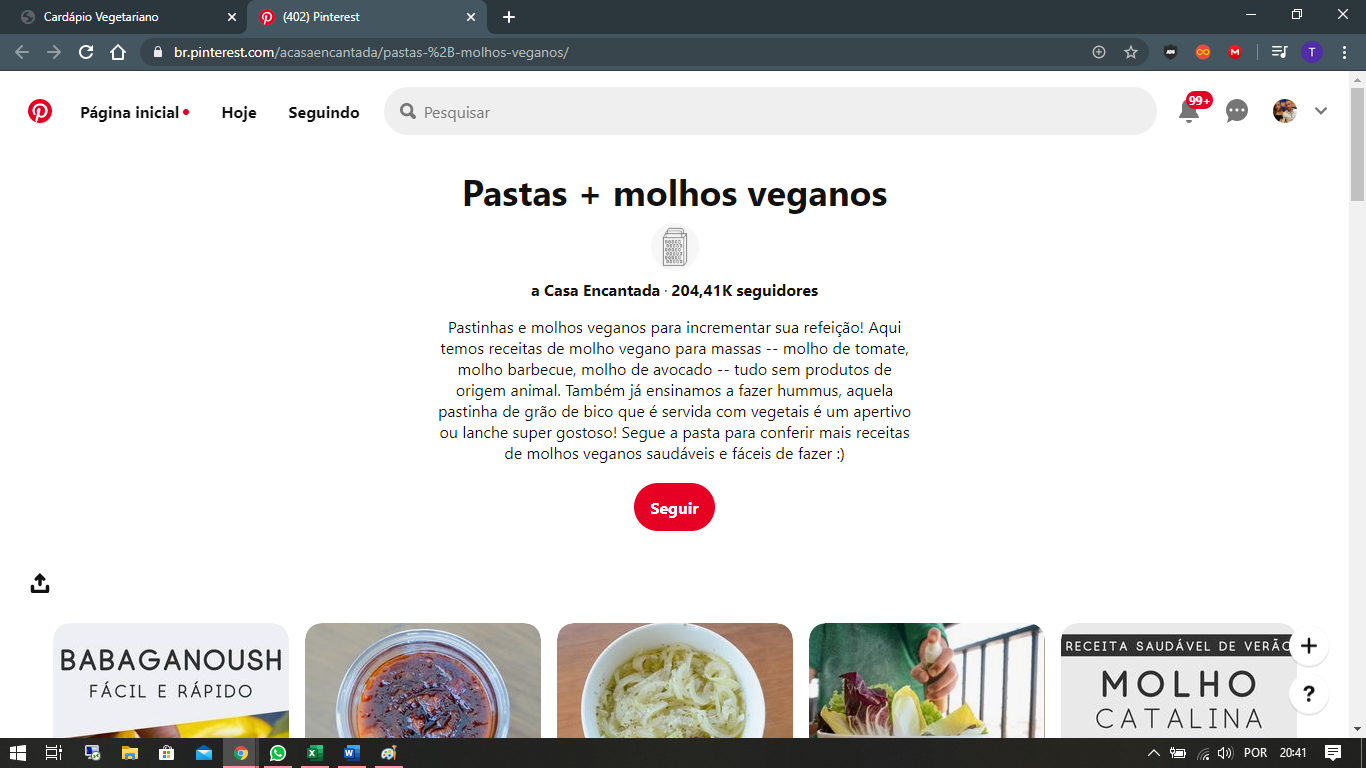 Cardápio Vegetariano
(402) Pinterest
br.pinterest.com/acasaencantada/pastas-%2B-molhos-veganos/
Página inicial
Hoje
Seguindo
Pesquisar
99+
Pastas + molhos veganos
a Casa Encantada · 204,41K seguidores
Pastinhas e molhos veganos para incrementar sua refeição! Aqui
temos receitas de molho vegano para massas -- molho de tomate,
molho barbecue, molho de avocado -- tudo sem produtos de
origem animal. Também já ensinamos a fazer hummus, aquela
pastinha de grão de bico que é servida com vegetais é um apertivo
ou lanche super gostoso! Segue a pasta para conferir mais receitas
de molhos veganos saudáveis e fáceis de fazer :)
Seguir
BABAGANOUSH
FÁCIL E RÁPIDO
RECEITA SAUDÁVEL DE VERÃO
MOLHO
CATALINA
+
?
POR
20:41